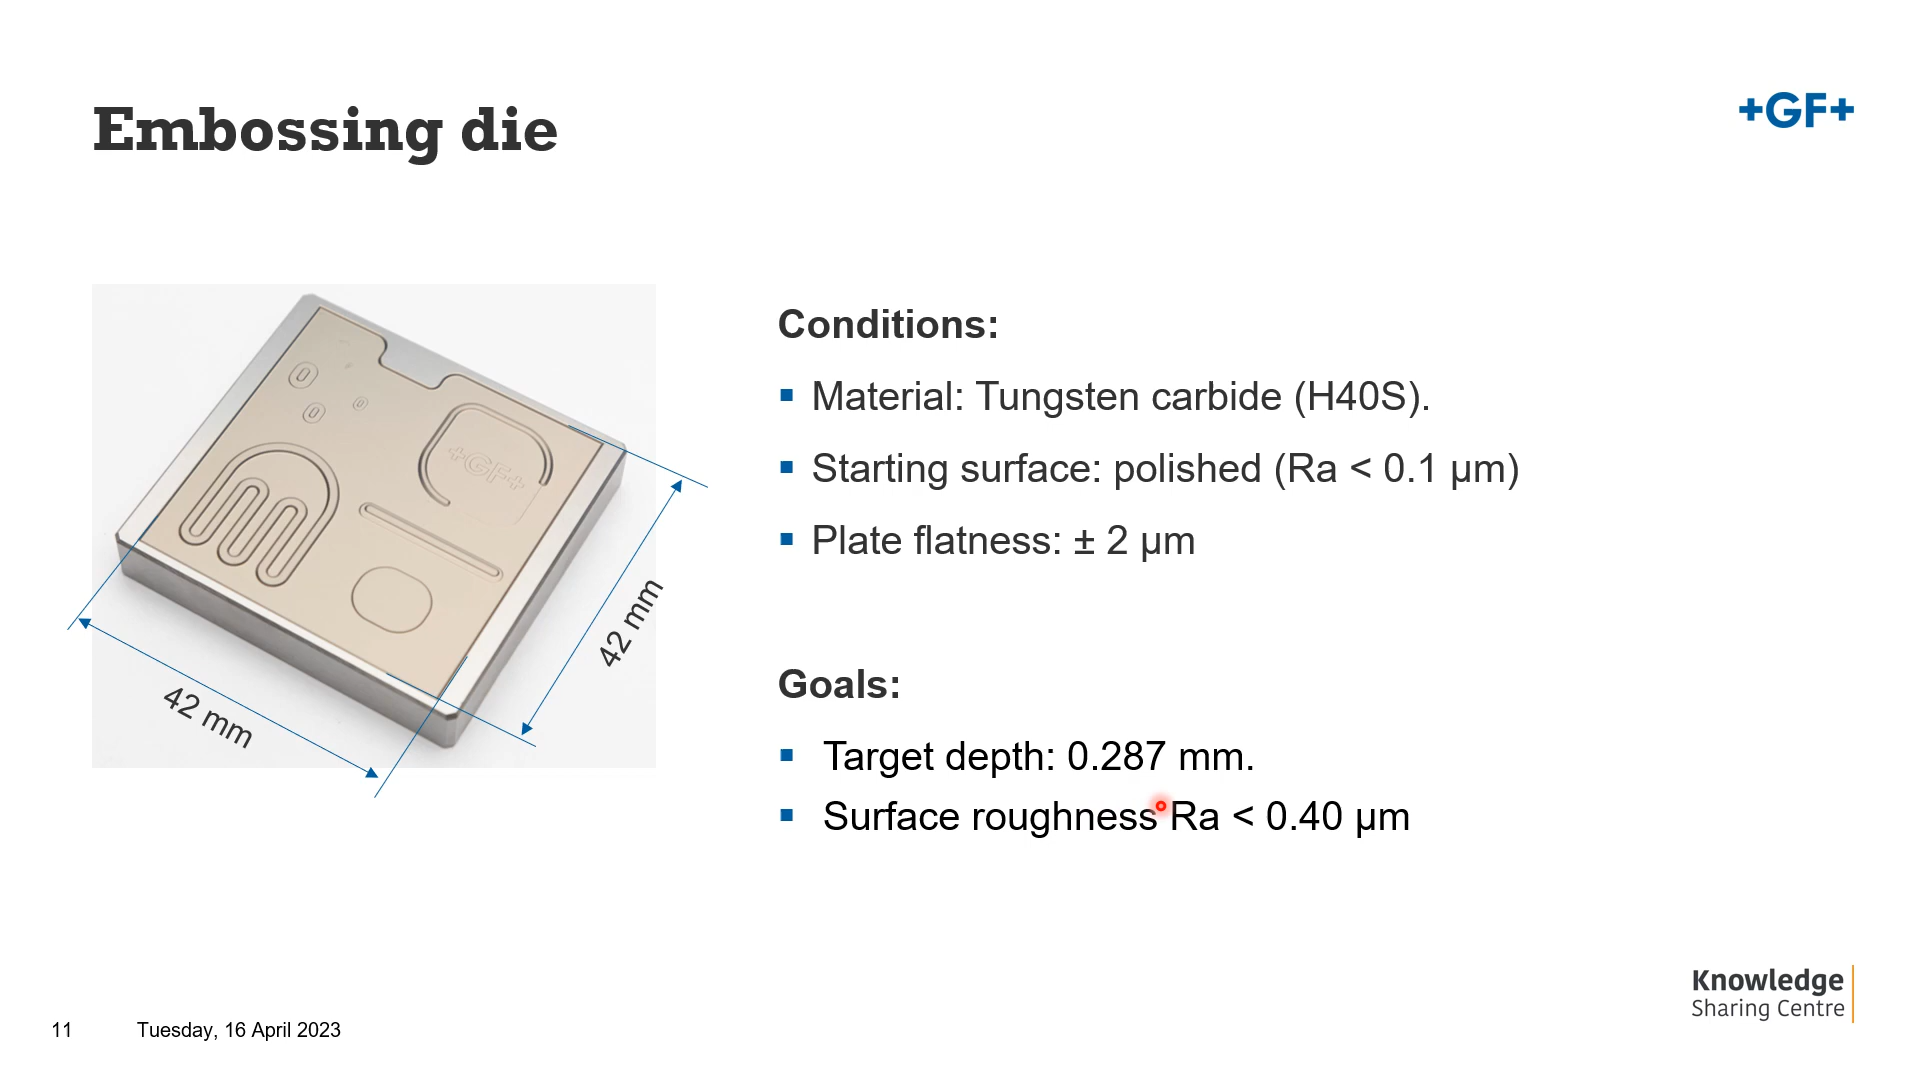 Embossing die
+GF+
+GF+
42 mm
42 mm
Conditions:
Material: Tungsten carbide (H40S).
Starting surface: polished (Ra < 0.1 µm)
Plate flatness: ± 2 µm
Goals:
Target depth: 0.287 mm.
Surface roughness Ra < 0.40 µm
Knowledge
Sharing Centre
11 Tuesday, 16 April 2023